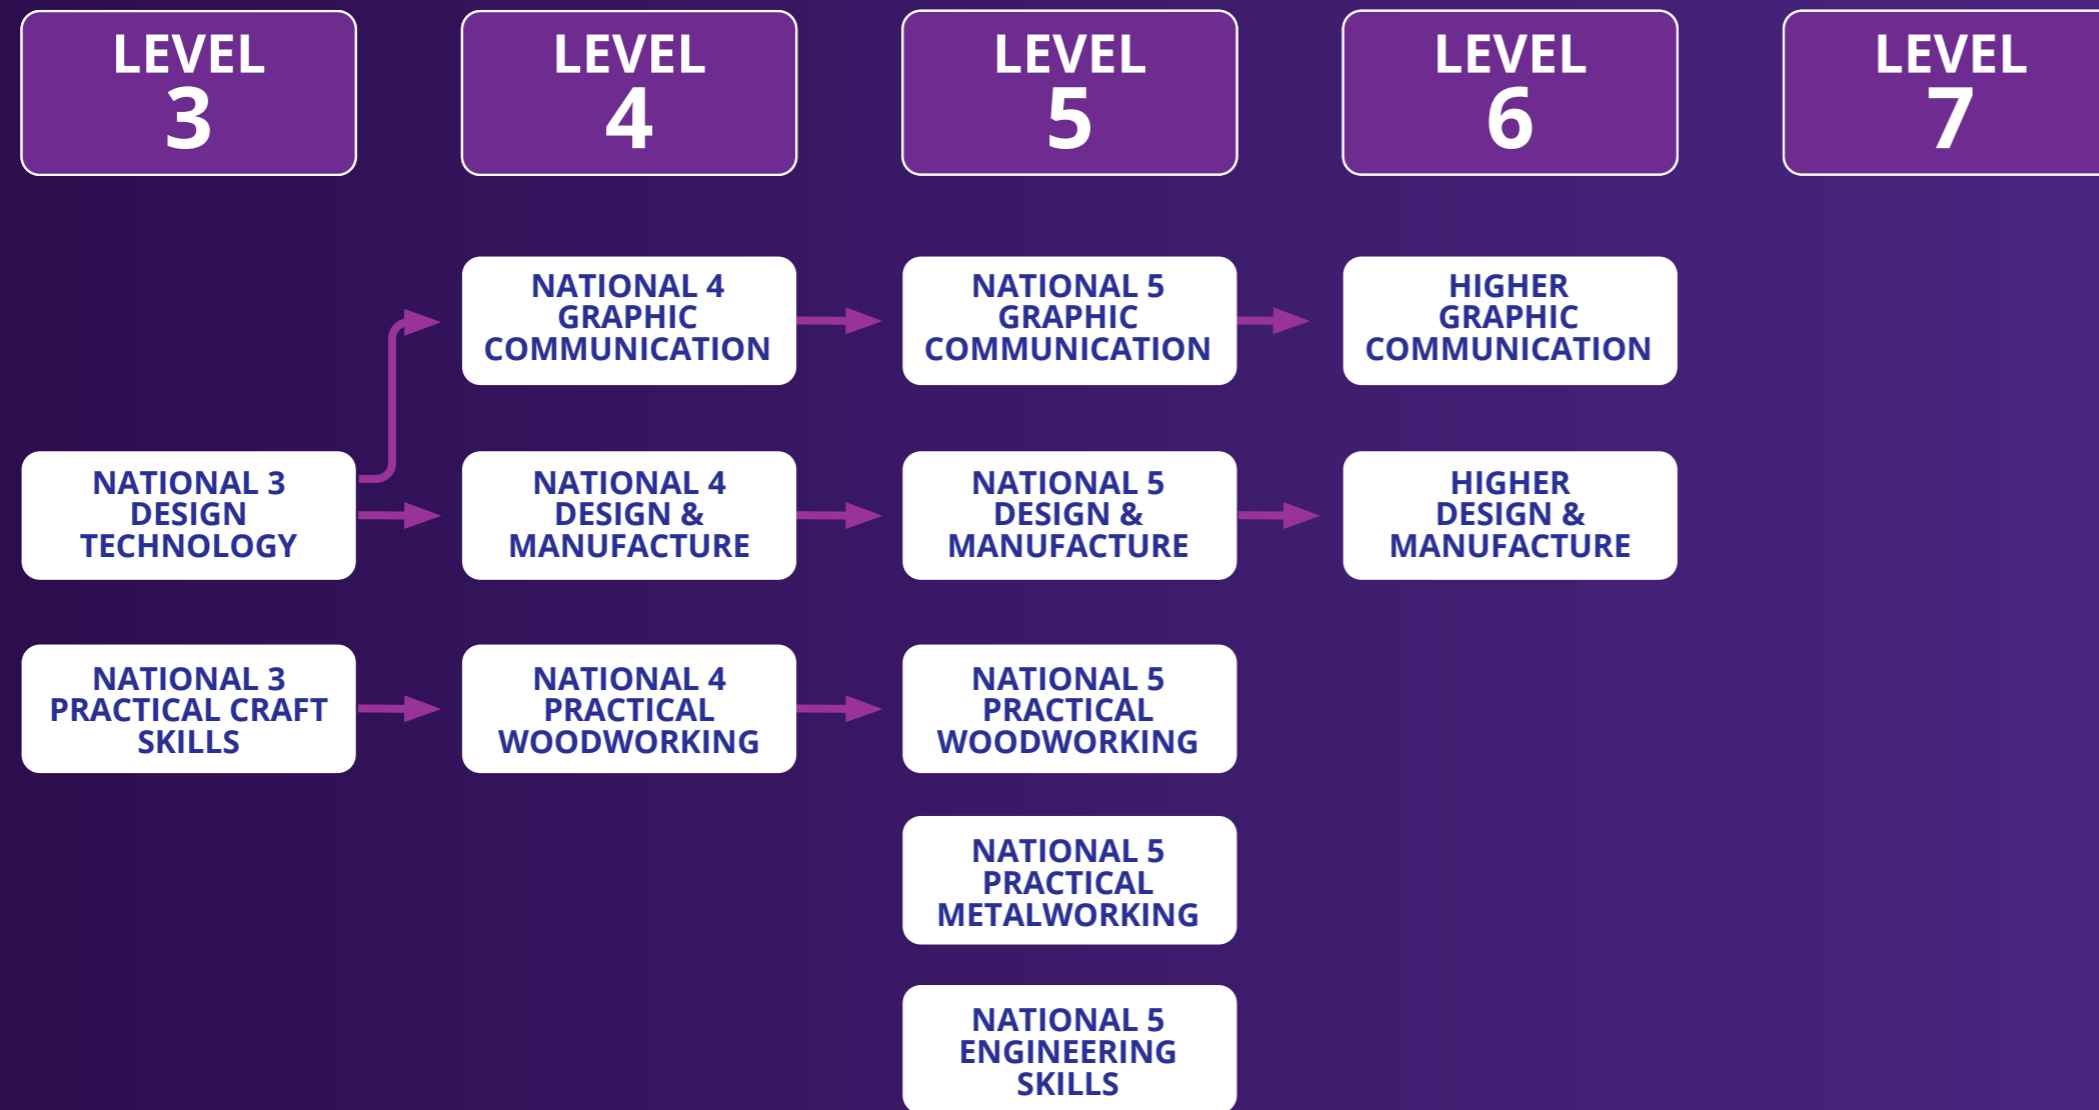 LEVEL
3
LEVEL
4
LEVEL
5
LEVEL
6
LEVEL
7
NATIONAL 4
GRAPHIC
COMMUNICATION
NATIONAL 5
GRAPHIC
COMMUNICATION
HIGHER
GRAPHIC
COMMUNICATION
NATIONAL 3
DESIGN
TECHNOLOGY
NATIONAL 4
DESIGN &
MANUFACTURE
NATIONAL 5
DESIGN &
MANUFACTURE
HIGHER
DESIGN &
MANUFACTURE
NATIONAL 3
PRACTICAL CRAFT
SKILLS
NATIONAL 4
PRACTICAL
WOODWORKING
NATIONAL 5
PRACTICAL
WOODWORKING
NATIONAL 5
PRACTICAL
METALWORKING
NATIONAL 5
ENGINEERING
SKILLS